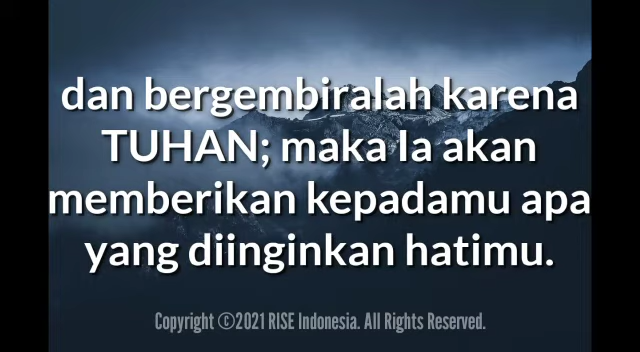 dan bergembiralah karena
TUHAN; maka Ia akan
memberikan kepadamu apa
yang diinginkan hatimu.
Copyright ©2021 RISE Indonesia. All Rights Reserved.